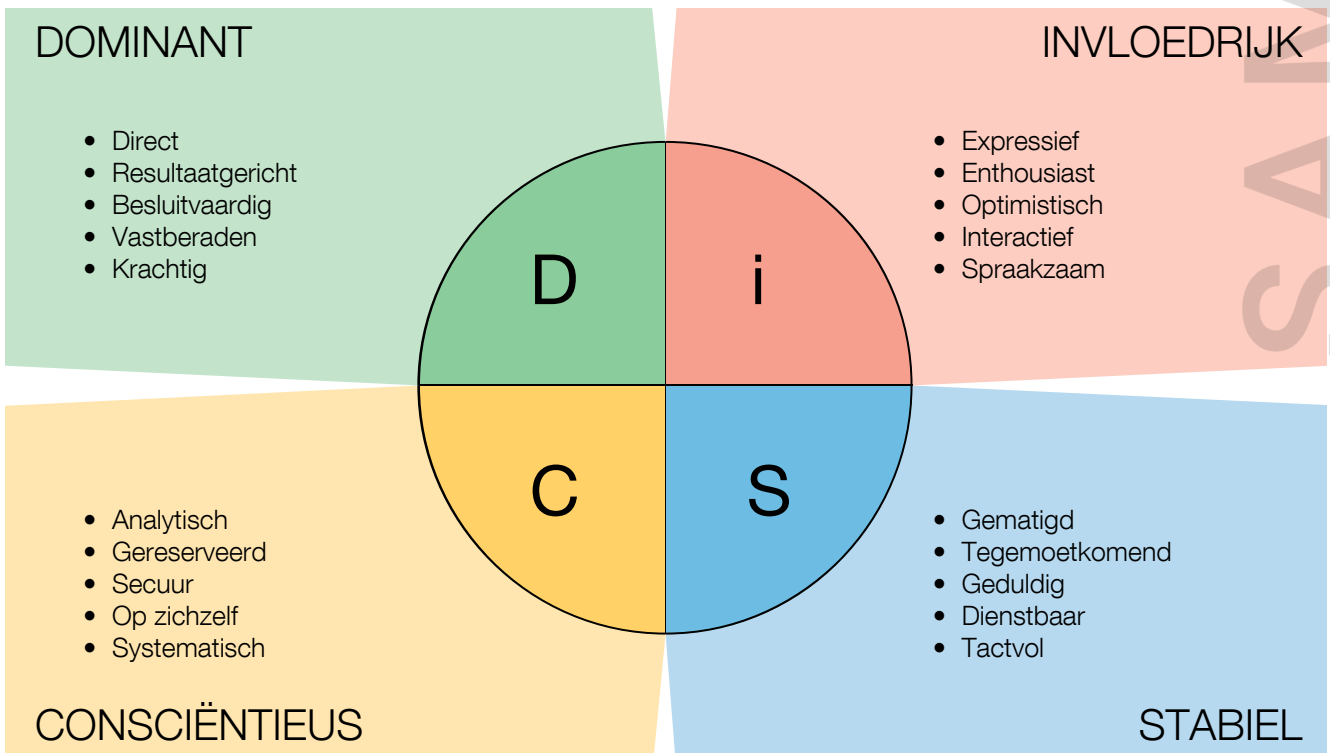 DOMINANT
• Direct
• Resultaatgericht
• Besluitvaardig
• Vastberaden
• Krachtig
INVLOEDRIJK
• Expressief
• Enthousiast
• Optimistisch
• Interactief
• Spraakzaam
D
i
C
S
• Analytisch
• Gereserveerd
• Secuur
• Op zichzelf
• Systematisch
CONSCIËNTIEUS
• Gematigd
• Tegemoetkomend
• Geduldig
• Dienstbaar
• Tactvol
STABIEL